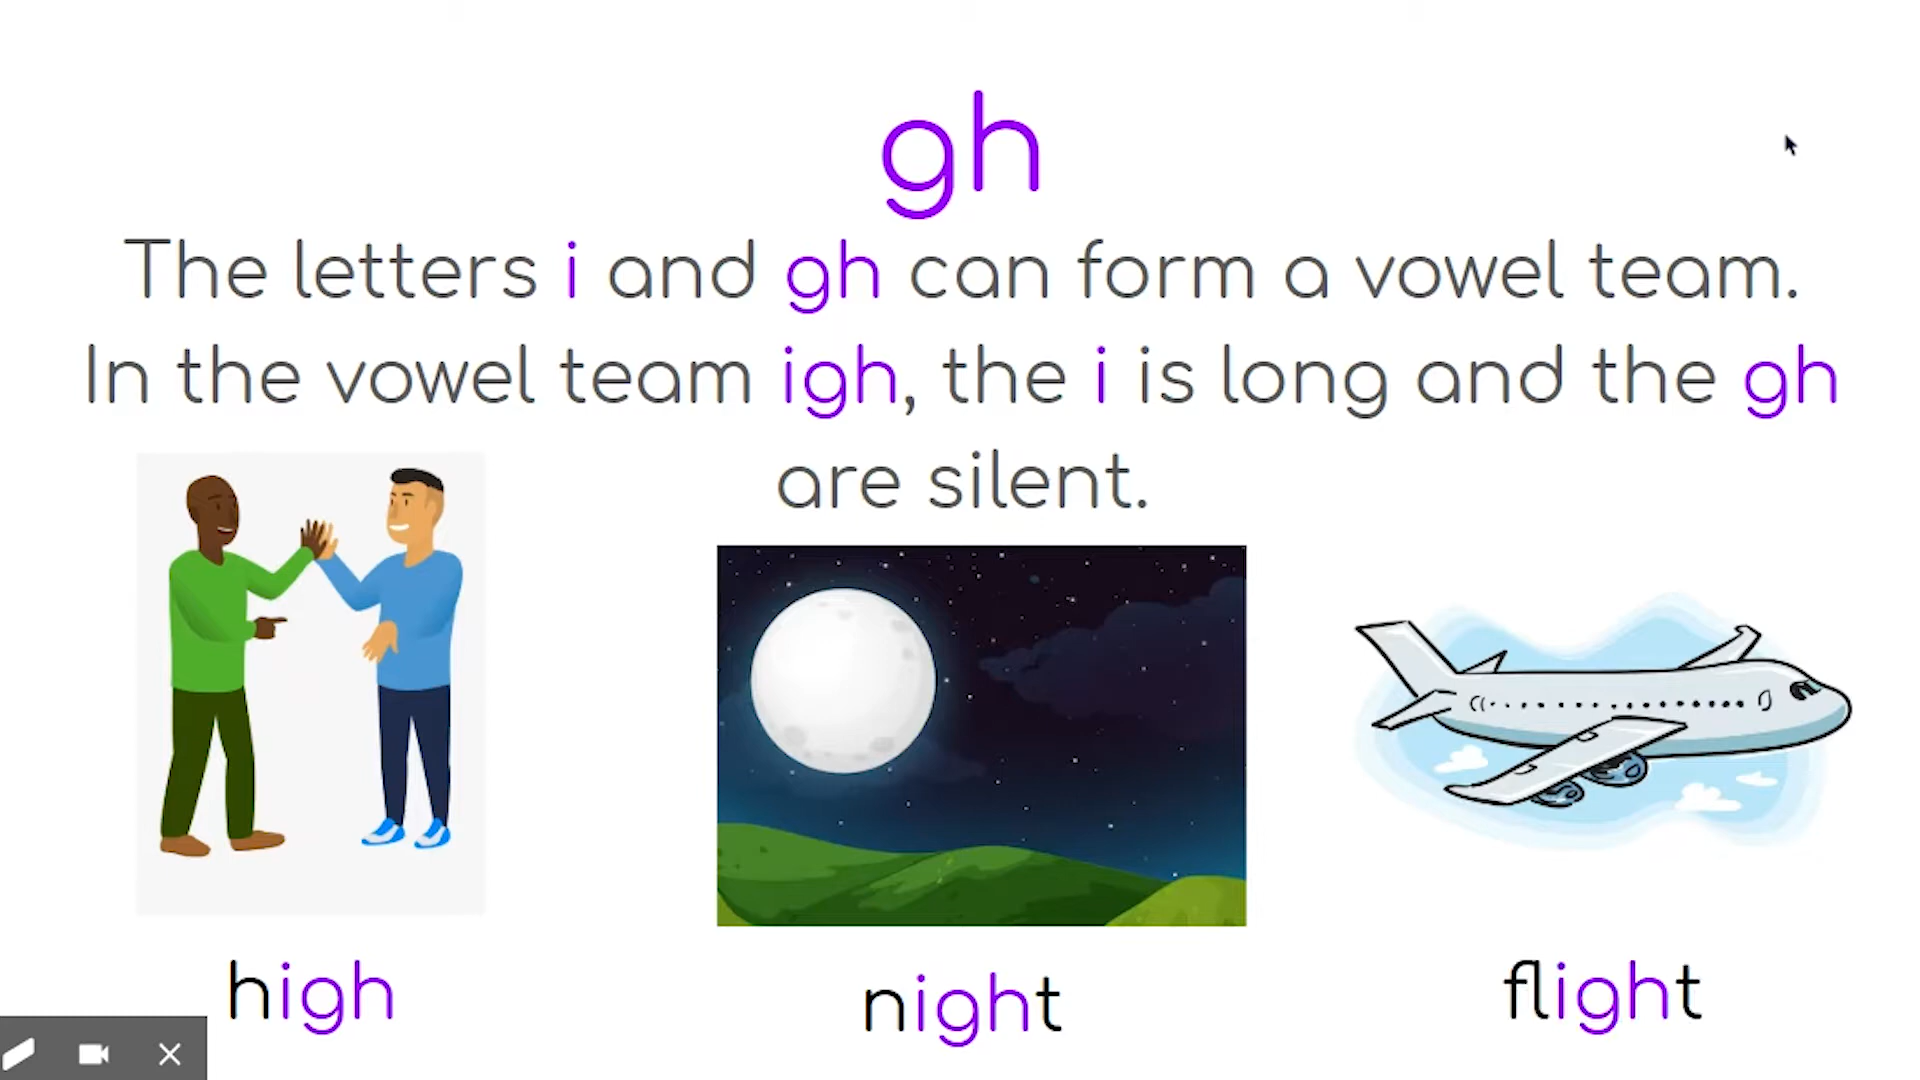 gh
The letters i and gh can form a vowel team.
In the vowel team igh, the i is long and the gh
are silent.
high
night
flight